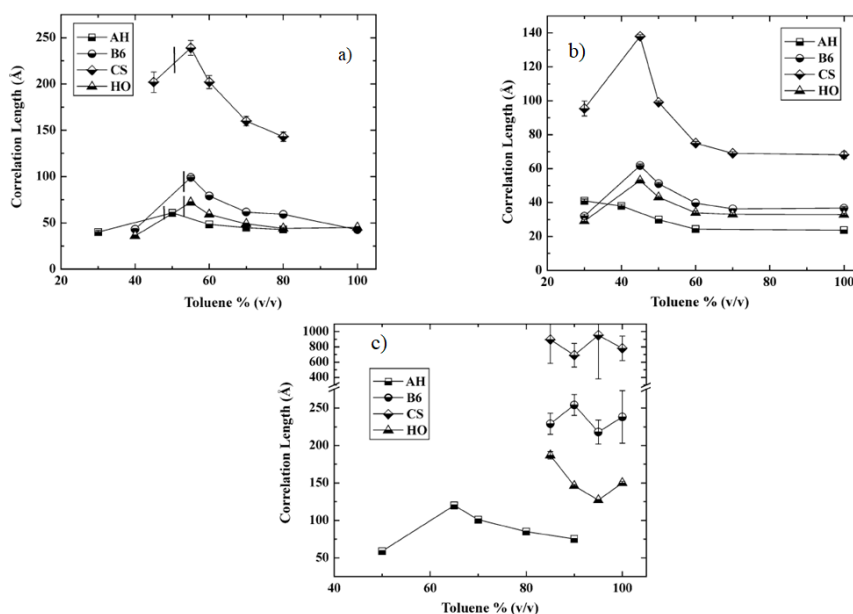 a)
AH
B6
CS
HO
Correlation Length (Å)
250
200
150
100
50
0
20 40 60 80 100
Toluene % (v/v)
b)
AH
B6
CS
HO
Correlation Length (Å)
140
120
100
80
60
40
20
0
20 40 60 80 100
Toluene % (v/v)
c)
AH
B6
CS
HO
Correlation Length (Å)
1000
800
600
400
250
200
150
100
50
40 60 80 100
Toluene % (v/v)